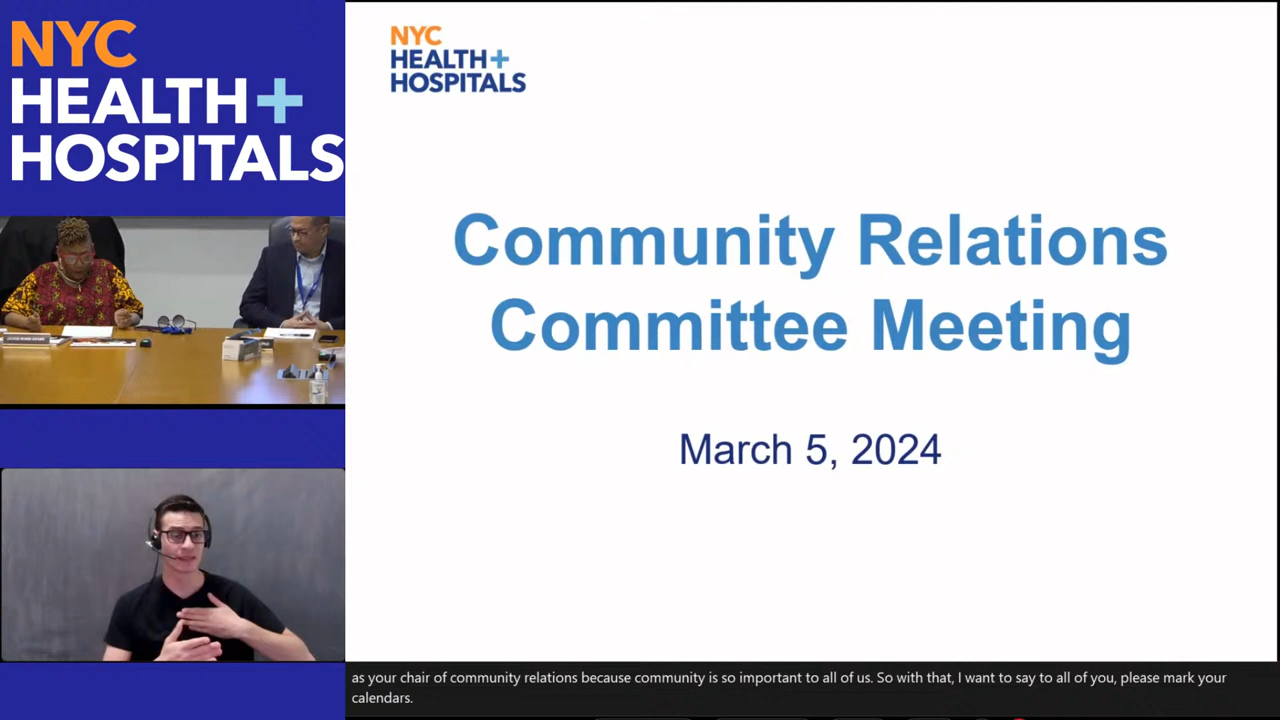 NYC
HEALTH+
HOSPITALS
NYC
HEALTH+
HOSPITALS
Community Relations
Committee Meeting
March 5, 2024
as your chair of community relations because community is so important to all of us. So with that, I want to say to all of you, please mark your
calendars.